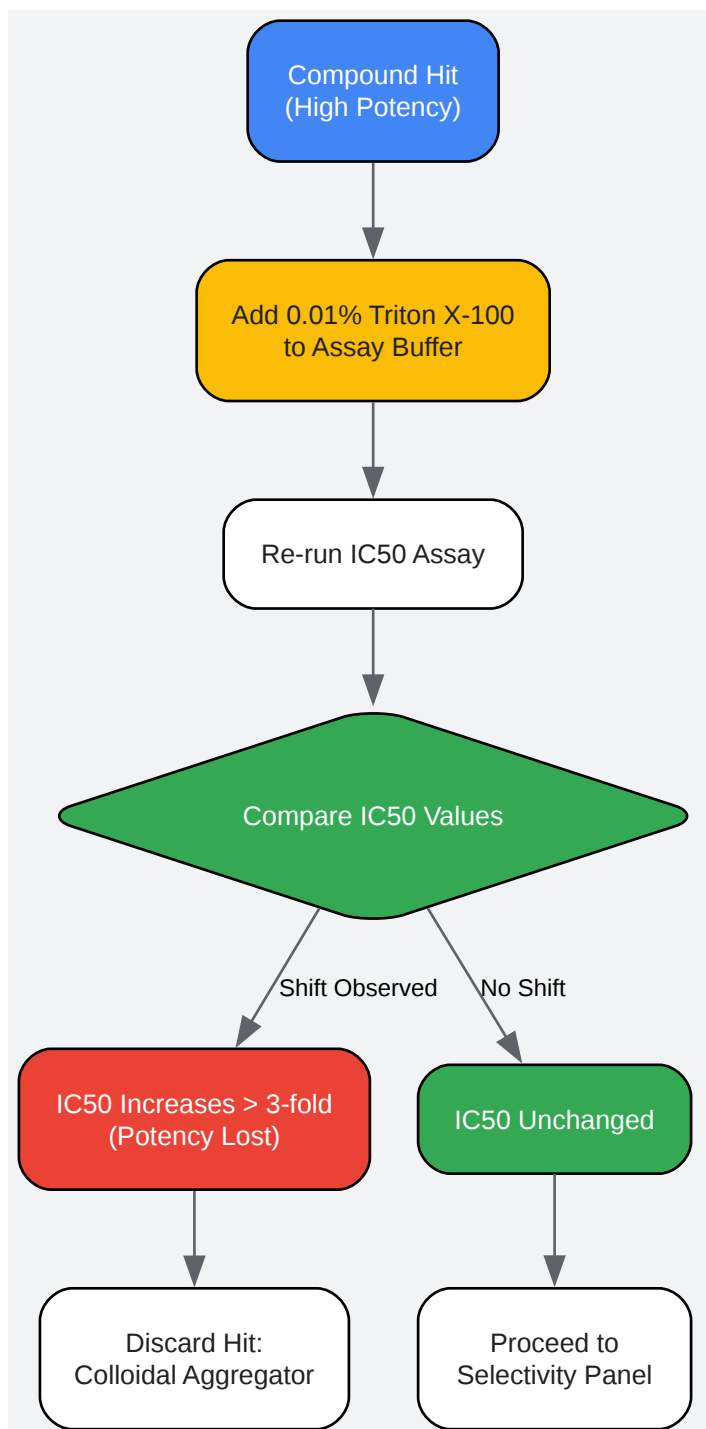 Compound Hit
(High Potency)
Add 0.01% Triton X-100
to Assay Buffer
Re-run IC50 Assay
Compare IC50 Values
Shift Observed
No Shift
IC50 Increases > 3-fold
(Potency Lost)
IC50 Unchanged
Discard Hit:
Colloidal Aggregator
Proceed to
Selectivity Panel